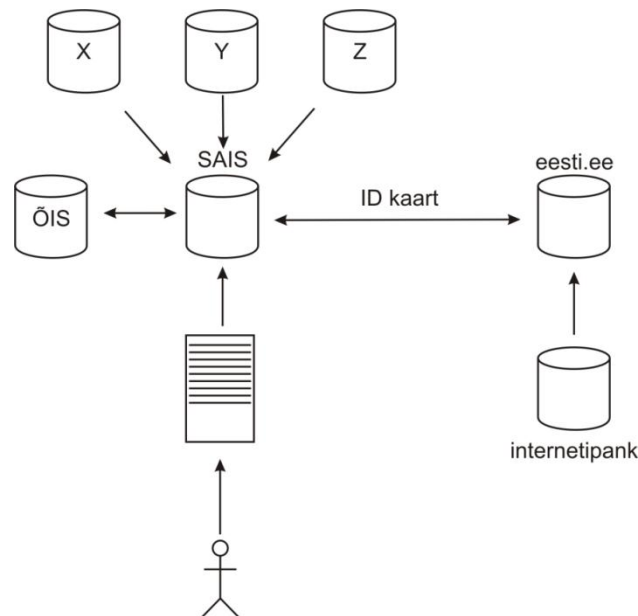 X
Y
Z
SAIS
eesti.ee
ÕIS
ID kaart
internetipank